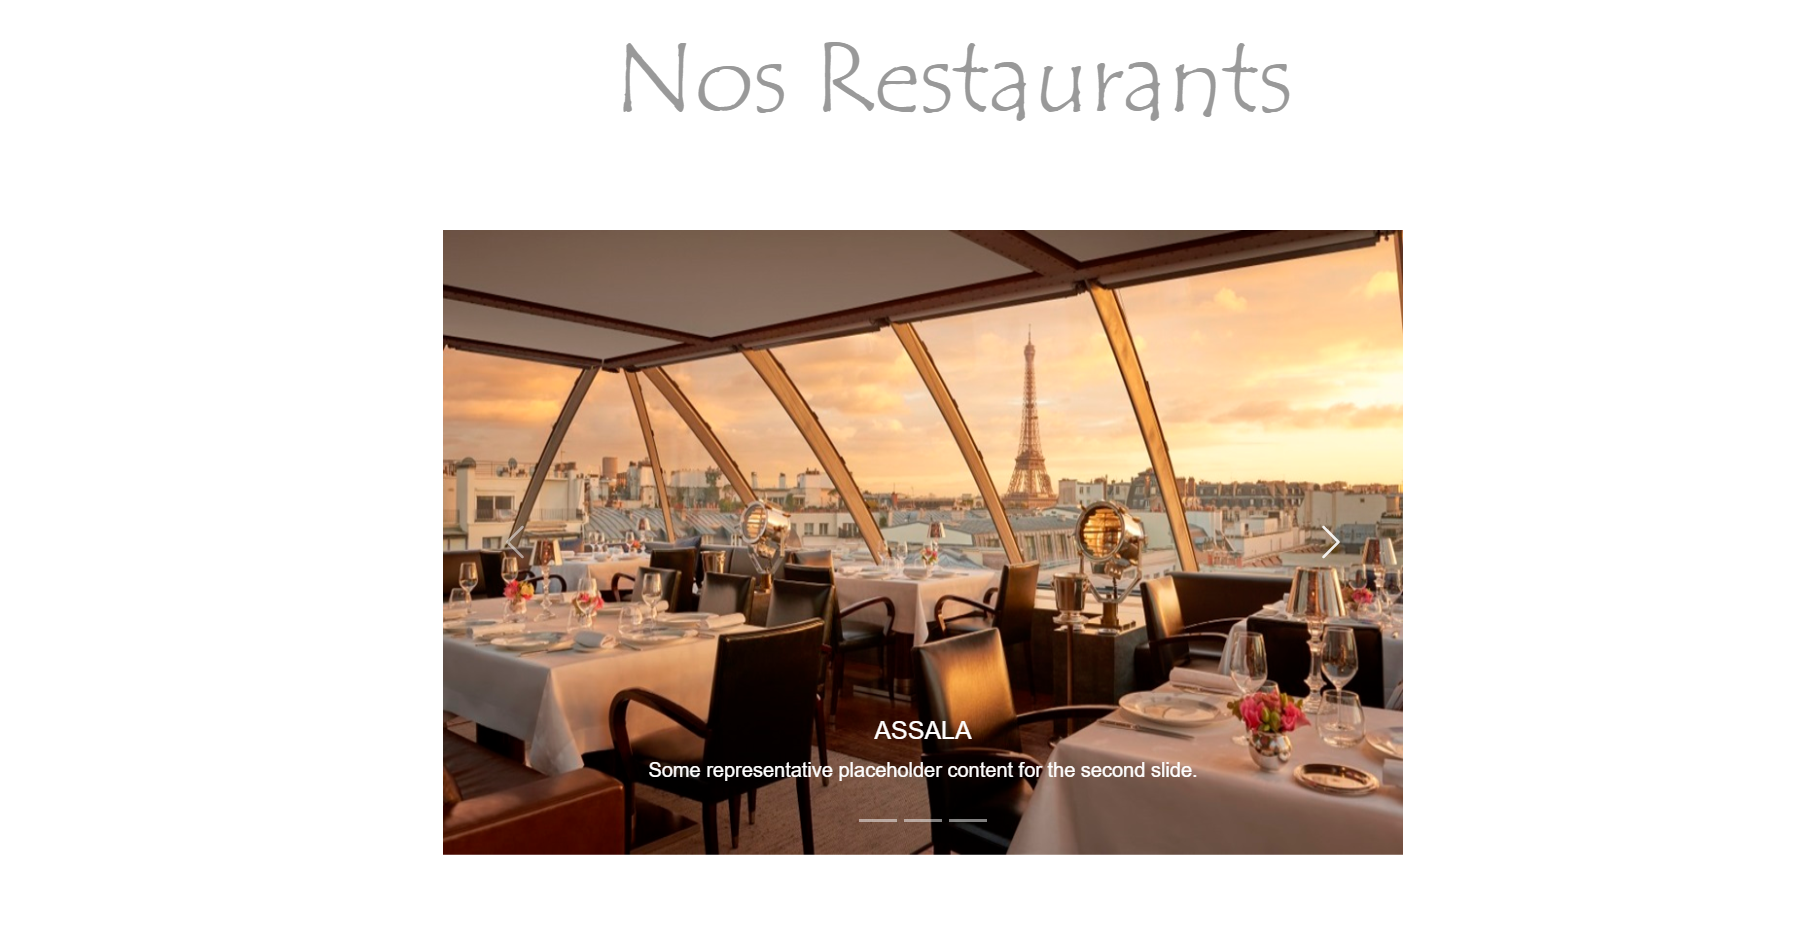 Nos Restaurants
ASSALA
Some representative placeholder content for the second slide.